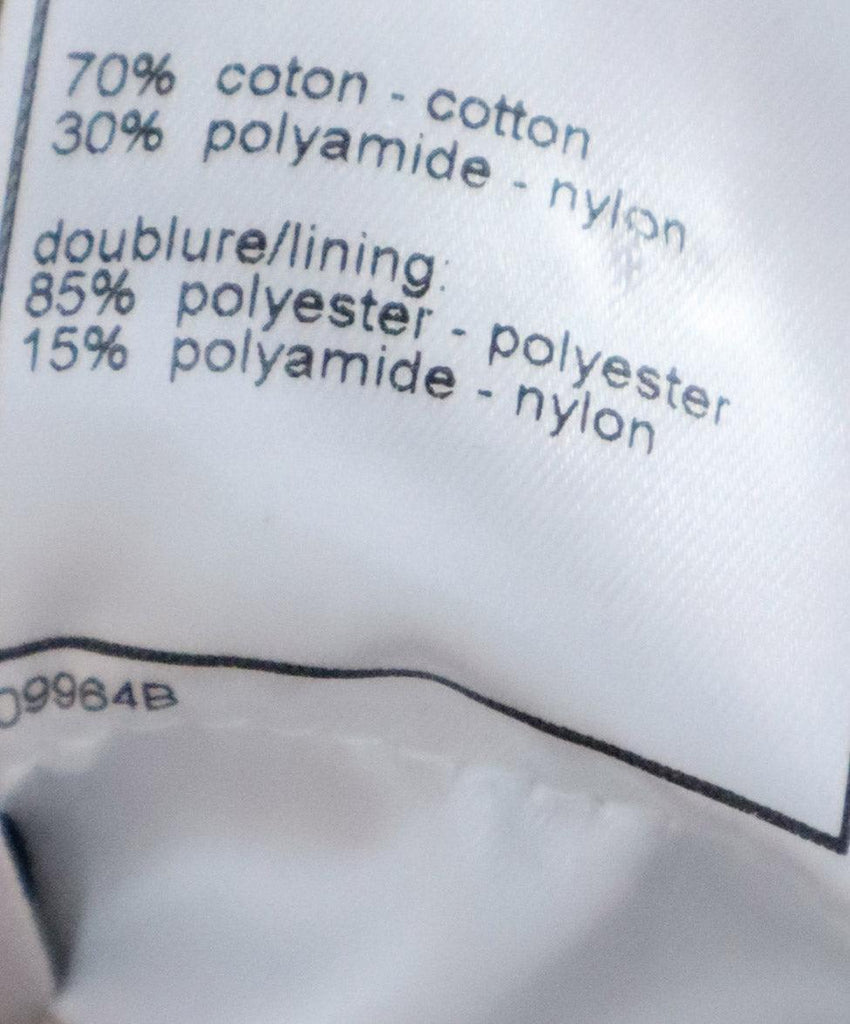 70% coton - cotton
30% polyamide - nylon
doublure/lining:
85% polyester - polyester
15% polyamide - nylon
09964B